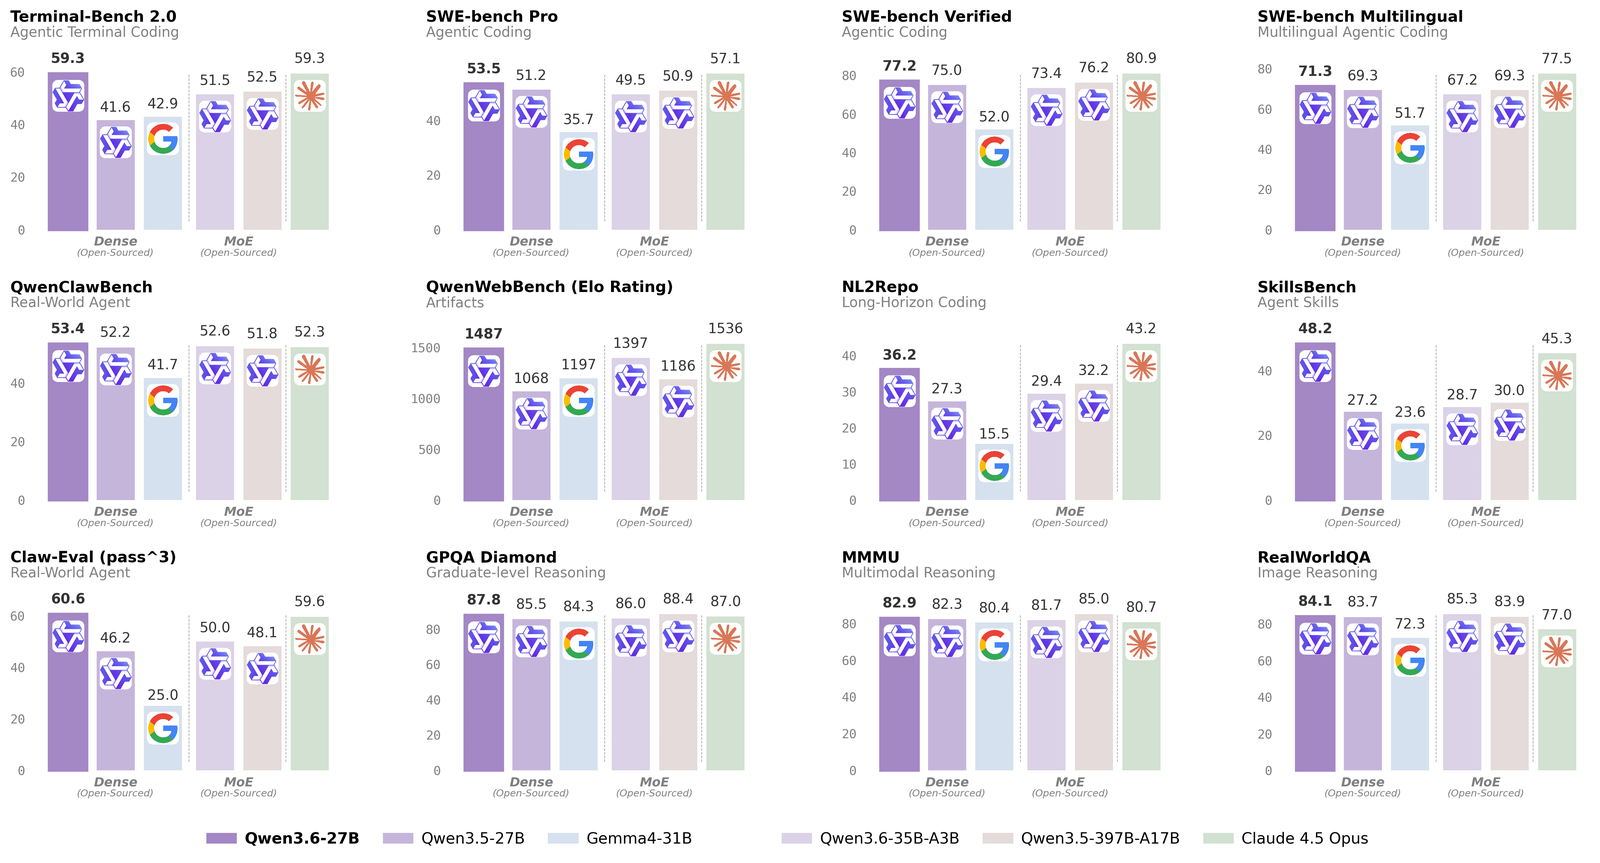 Terminal-Bench 2.0
Agentic Terminal Coding
59.3
41.6
42.9
51.5
52.5
59.3
60
40
20
0
Dense
(Open-Sourced)
MoE
(Open-Sourced)
SWE-bench Pro
Agentic Coding
53.5
51.2
35.7
49.5
50.9
57.1
40
20
0
Dense
(Open-Sourced)
MoE
(Open-Sourced)
SWE-bench Verified
Agentic Coding
77.2
75.0
52.0
73.4
76.2
80.9
80
60
40
20
0
Dense
(Open-Sourced)
MoE
(Open-Sourced)
SWE-bench Multilingual
Multilingual Agentic Coding
71.3
69.3
51.7
67.2
69.3
77.5
80
60
40
20
0
Dense
(Open-Sourced)
MoE
(Open-Sourced)
QwenClawBench
Real-World Agent
53.4
52.2
41.7
52.6
51.8
52.3
40
20
0
Dense
(Open-Sourced)
MoE
(Open-Sourced)
QwenWebBench (Elo Rating)
Artifacts
1487
1068
1197
1397
1186
1536
1500
1000
500
0
Dense
(Open-Sourced)
MoE
(Open-Sourced)
NL2Repo
Long-Horizon Coding
36.2
27.3
15.5
29.4
32.2
43.2
40
30
20
10
0
Dense
(Open-Sourced)
MoE
(Open-Sourced)
SkillsBench
Agent Skills
48.2
27.2
23.6
28.7
30.0
45.3
40
20
0
Dense
(Open-Sourced)
MoE
(Open-Sourced)
Claw-Eval (pass^3)
Real-World Agent
60.6
46.2
25.0
50.0
48.1
59.6
60
40
20
0
Dense
(Open-Sourced)
MoE
(Open-Sourced)
GPQA Diamond
Graduate-level Reasoning
87.8
85.5
84.3
86.0
88.4
87.0
80
60
40
20
0
Dense
(Open-Sourced)
MoE
(Open-Sourced)
MMMU
Multimodal Reasoning
82.9
82.3
80.4
81.7
85.0
80.7
80
60
40
20
0
Dense
(Open-Sourced)
MoE
(Open-Sourced)
RealWorldQA
Image Reasoning
84.1
83.7
72.3
85.3
83.9
77.0
80
60
40
20
0
Dense
(Open-Sourced)
MoE
(Open-Sourced)
Qwen3.6-27B
Qwen3.5-27B
Gemma4-31B
Qwen3.6-35B-A3B
Qwen3.5-397B-A17B
Claude 4.5 Opus